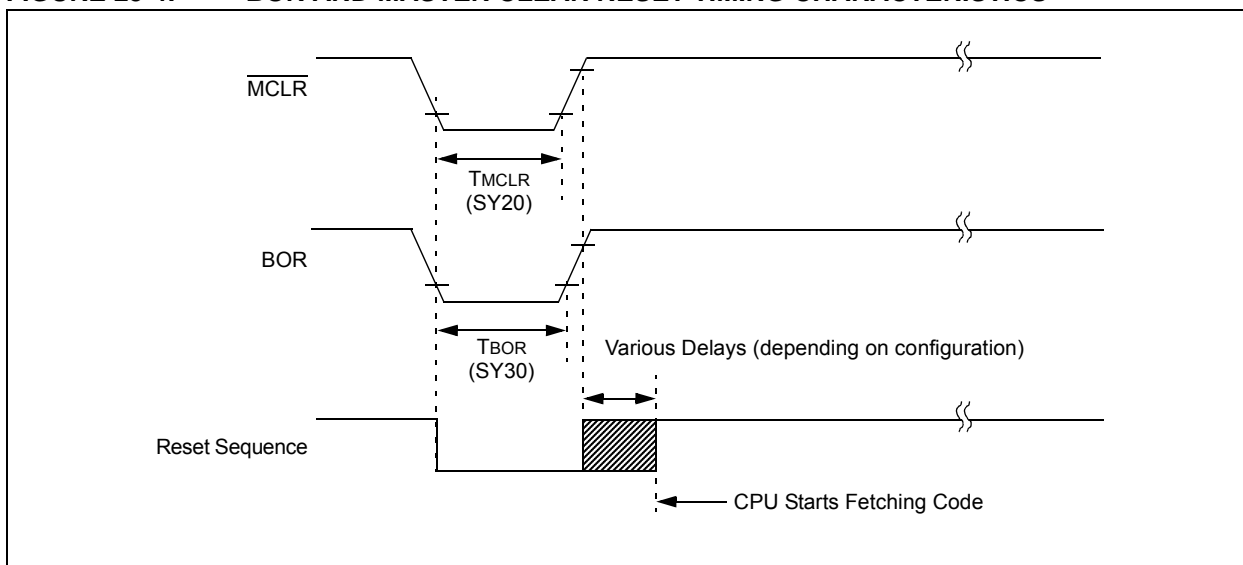 MCLR
TMCLR
(SY20)
BOR
TBOR
(SY30)
Various Delays (depending on configuration)
Reset Sequence
CPU Starts Fetching Code